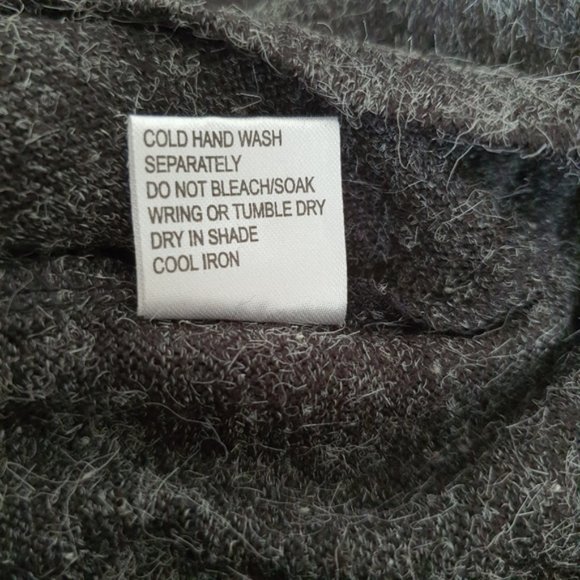 COLD HAND WASH
SEPARATELY
DO NOT BLEACH/SOAK
WRING OR TUMBLE DRY
DRY IN SHADE
COOL IRON